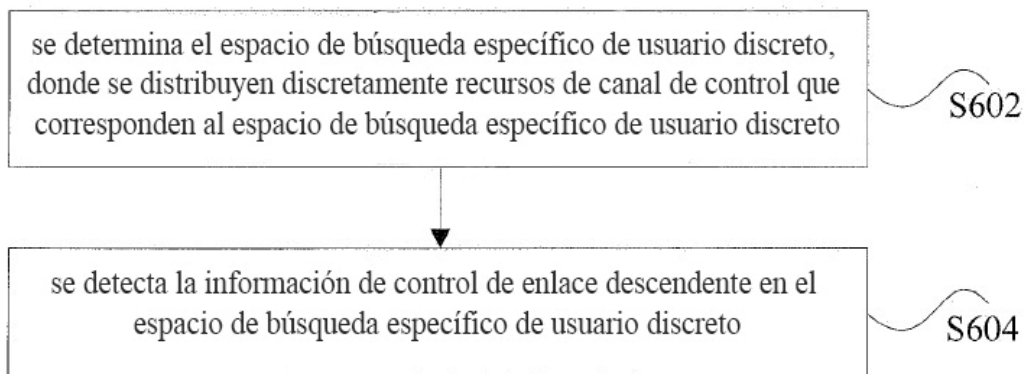 se determina el espacio de búsqueda específico de usuario discreto,
donde se distribuyen discretamente recursos de canal de control que
corresponden al espacio de búsqueda específico de usuario discreto
S602
se detecta la información de control de enlace descendente en el
espacio de búsqueda específico de usuario discreto
S604